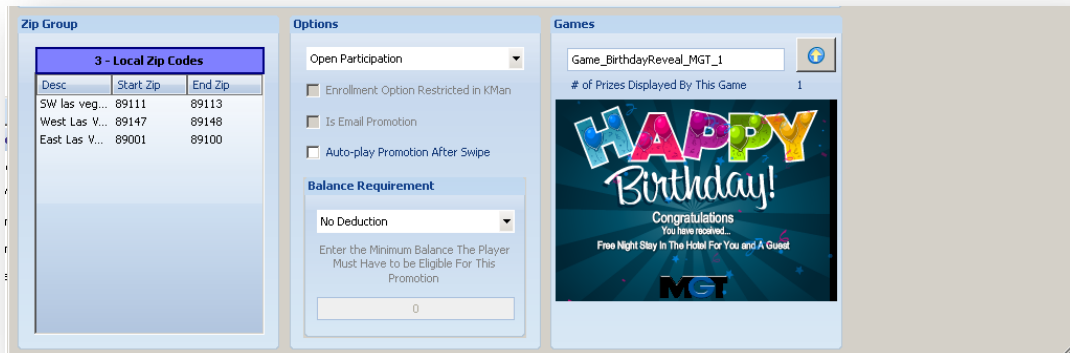 Zip Group
3 - Local Zip Codes
Desc Start Zip End Zip
SW las veg... 89111 89113
West Las V... 89147 89148
East Las V... 89001 89100
Options
Open Participation
Enrollment Option Restricted in KMan
Is Email Promotion
Auto-play Promotion After Swipe
Balance Requirement
No Deduction
Enter the Minimum Balance The Player
Must Have to be Eligible For This
Promotion
0
Games
Game_BirthdayReveal_MGT_1
# of Prizes Displayed By This Game 1
HAPPY
Birthday!
Congratulations
You have received...
Free Night Stay In The Hotel For You and A Guest
MGT